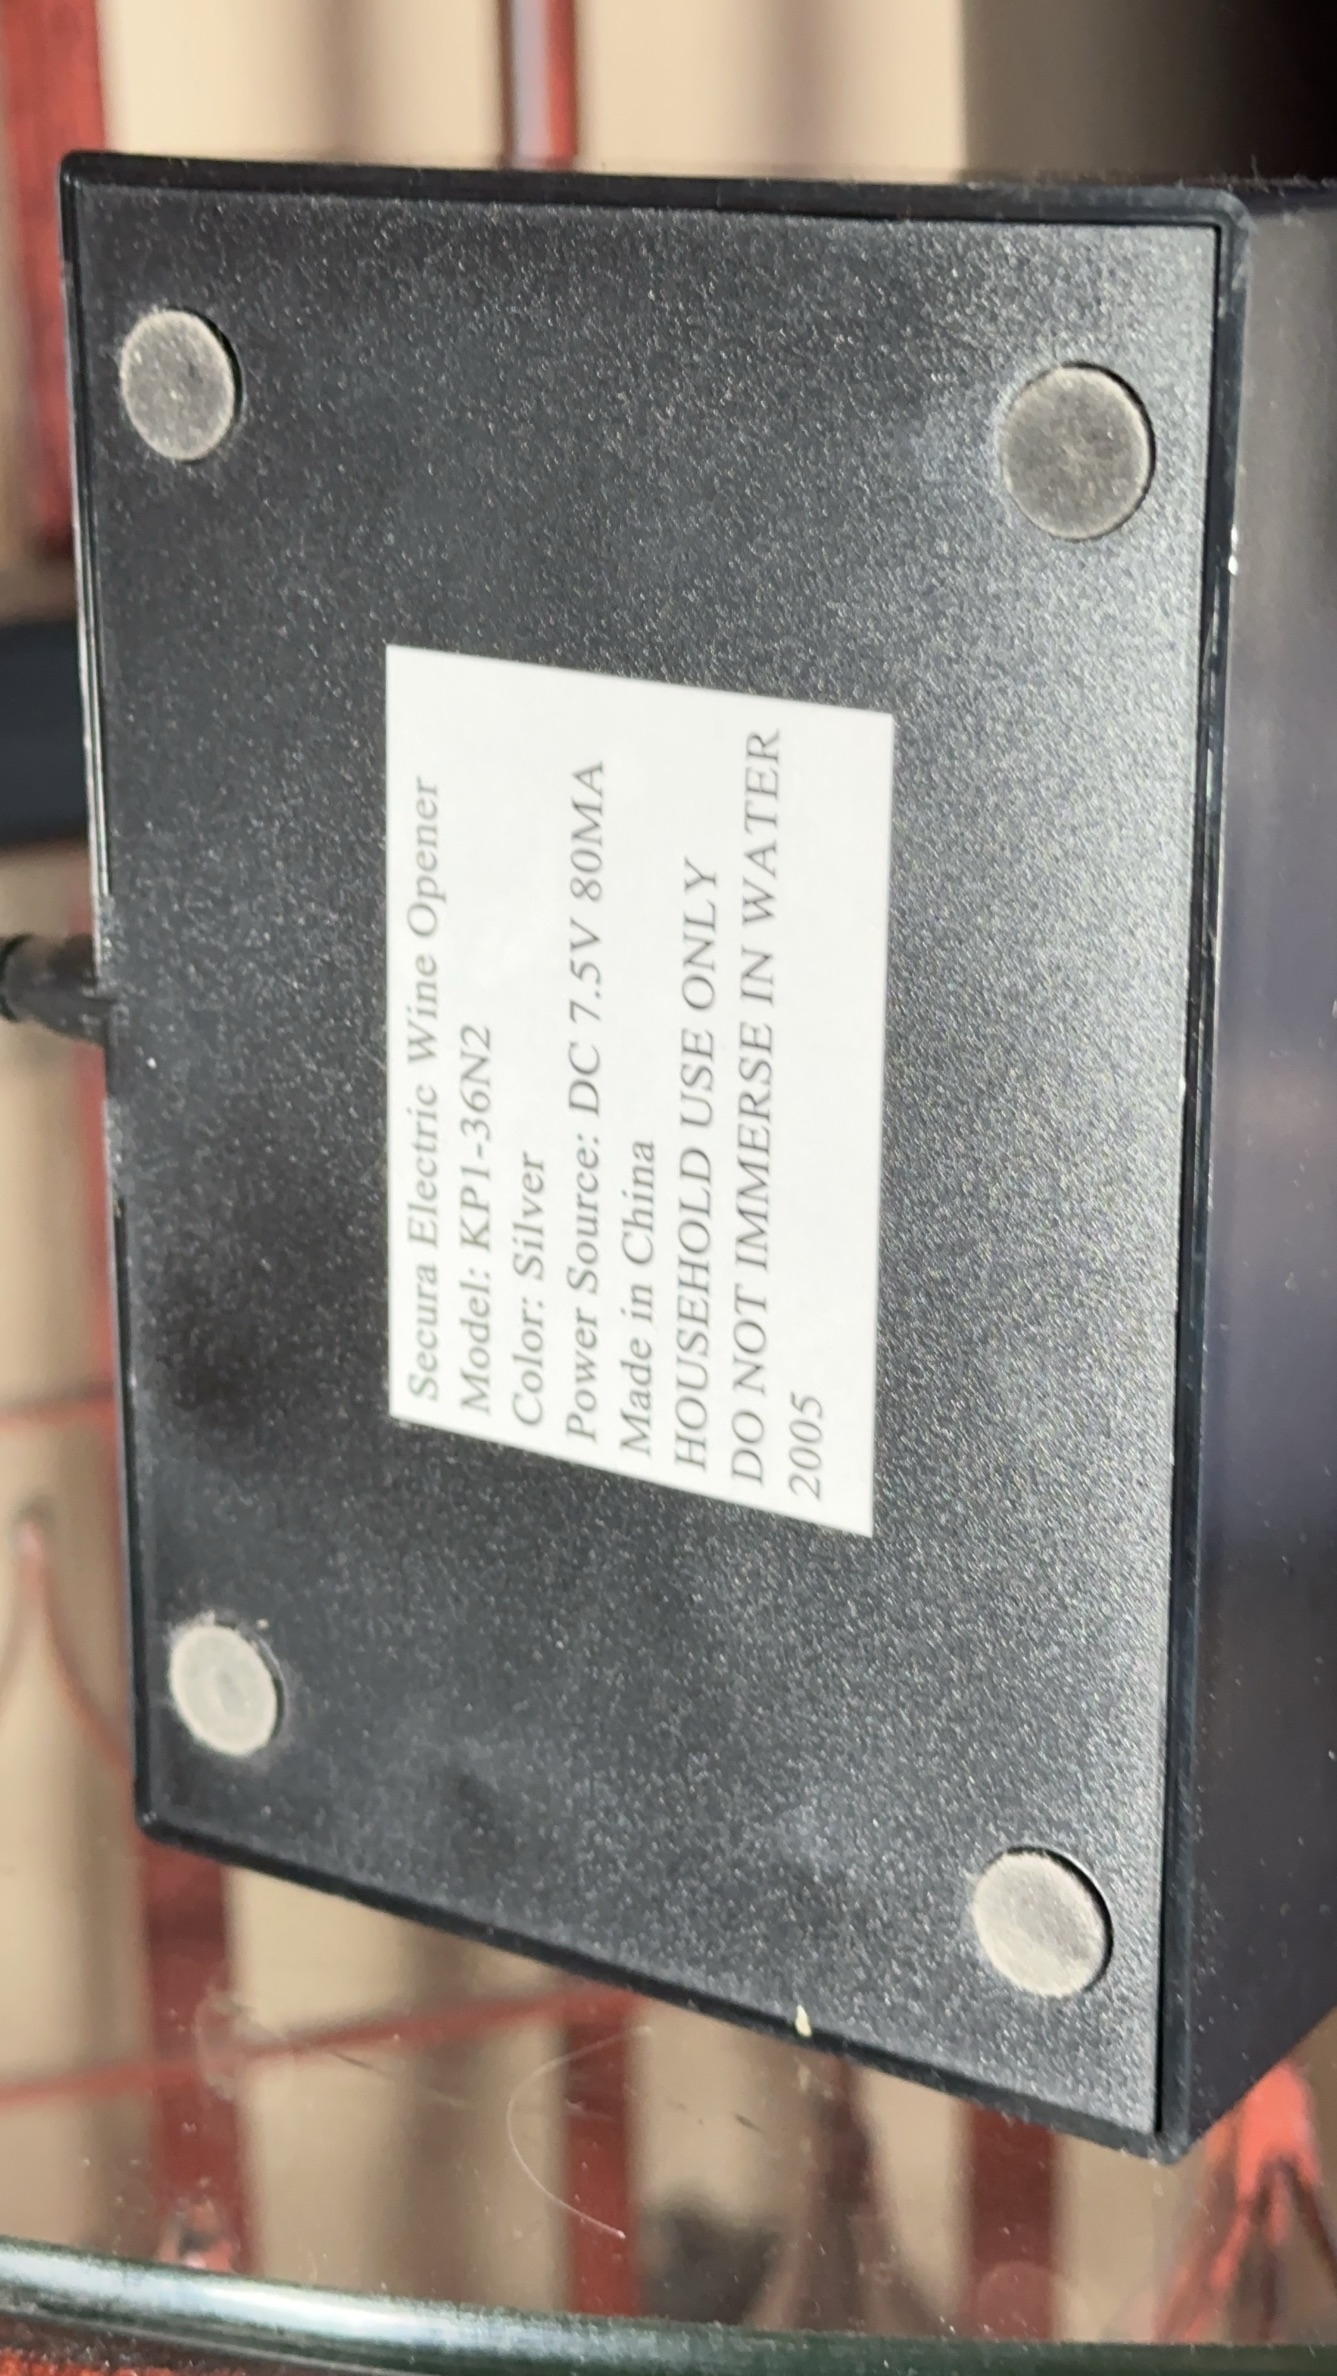 Secura Electric Wine Opener
Model: KP1-36N2
Color: Silver
Power Source: DC 7.5V 80MA
Made in China
HOUSEHOLD USE ONLY
DO NOT IMMERSE IN WATER
2005